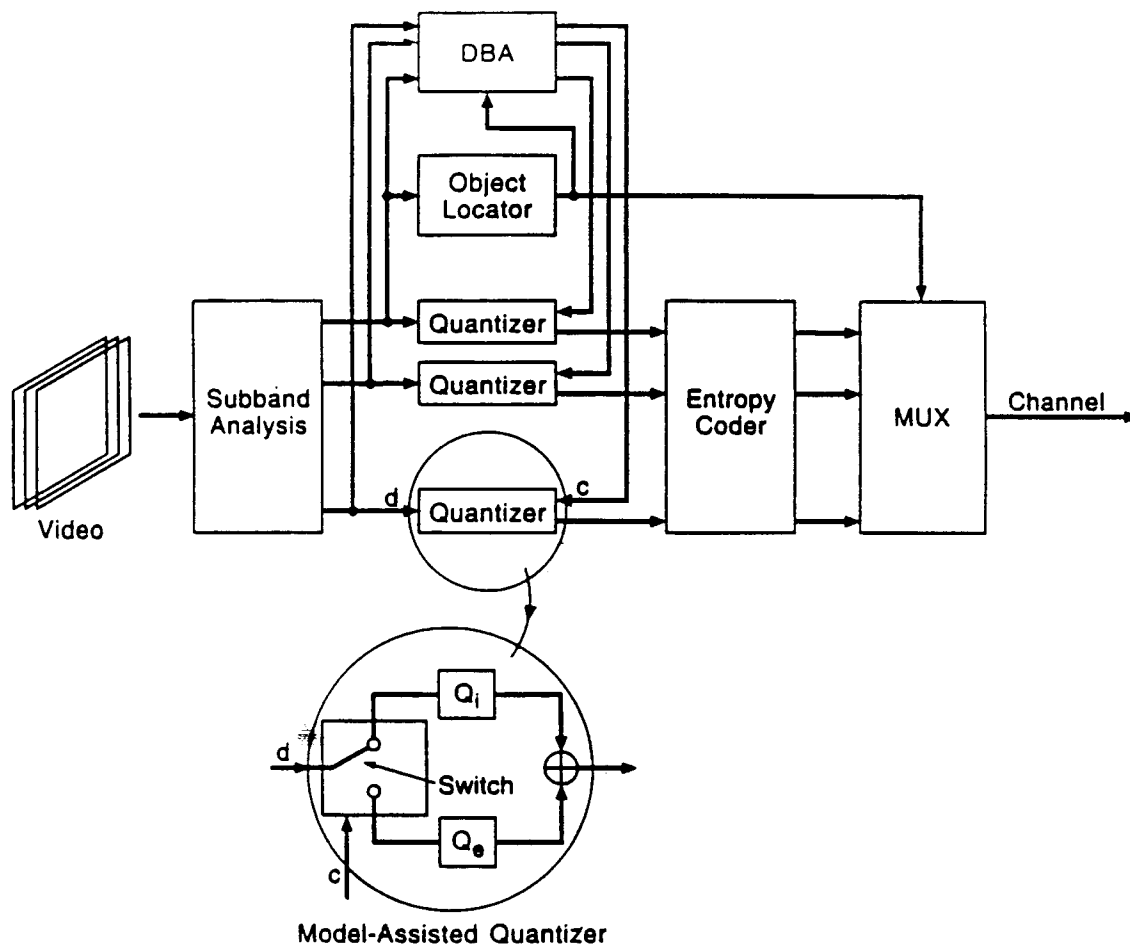 DBA
Object
Locator
Quantizer
Quantizer
Subband
Analysis
Entropy
Coder
MUX
Channel
Video
d
c
Quantizer
Qi
d
Switch
Qe
c
Model-Assisted Quantizer